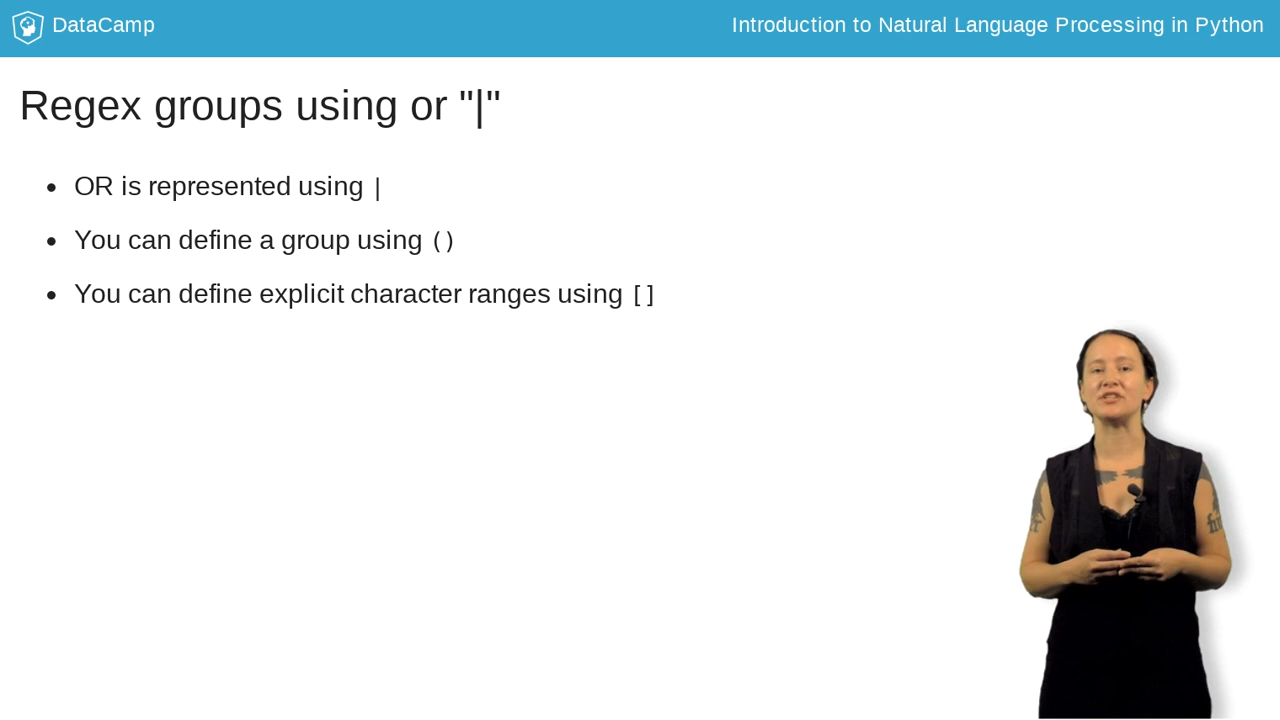 DataCamp
Introduction to Natural Language Processing in Python
Regex groups using or "|"
OR is represented using |
You can define a group using ()
You can define explicit character ranges using []